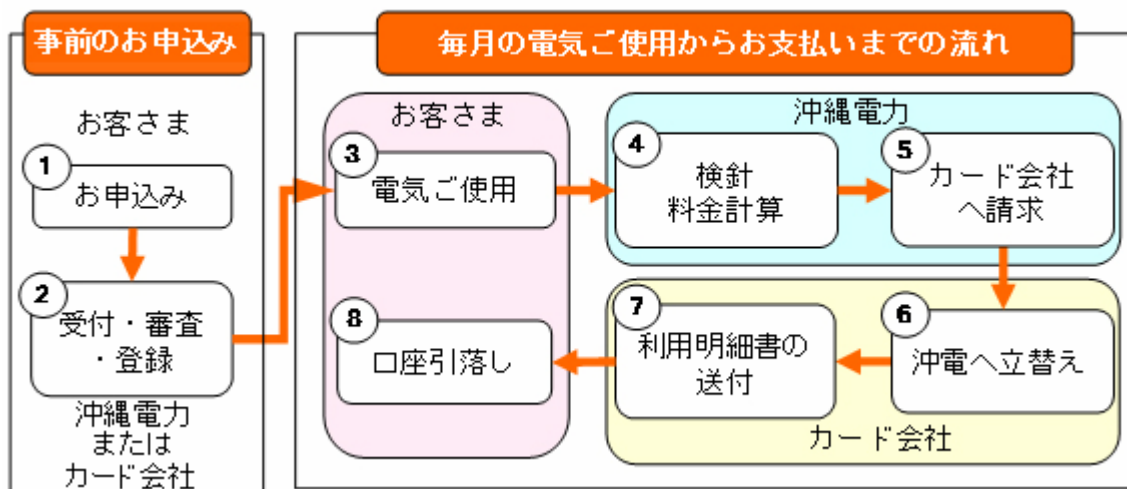 事前のお申込み
お客さま
1
お申込み
2
受付・審査
・登録
沖縄電力
または
カード会社
毎月の電気ご使用からお支払いまでの流れ
お客さま
3
電気ご使用
沖縄電力
4
検針
料金計算
5
カード会社
へ請求
6
沖電へ立替え
7
利用明細書の
送付
カード会社
8
口座引落し